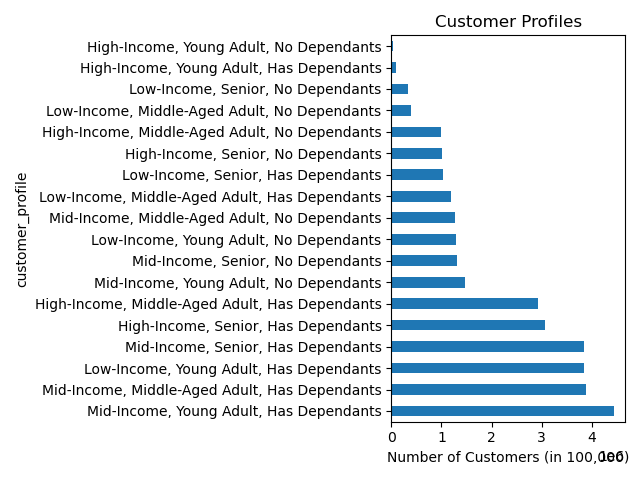 Customer Profiles
High-Income, Young Adult, No Dependants
High-Income, Young Adult, Has Dependants
Low-Income, Senior, No Dependants
Low-Income, Middle-Aged Adult, No Dependants
High-Income, Middle-Aged Adult, No Dependants
High-Income, Senior, No Dependants
Low-Income, Senior, Has Dependants
Low-Income, Middle-Aged Adult, Has Dependants
Mid-Income, Middle-Aged Adult, No Dependants
Low-Income, Young Adult, No Dependants
Mid-Income, Senior, No Dependants
Mid-Income, Young Adult, No Dependants
High-Income, Middle-Aged Adult, Has Dependants
High-Income, Senior, Has Dependants
Mid-Income, Senior, Has Dependants
Low-Income, Young Adult, Has Dependants
Mid-Income, Middle-Aged Adult, Has Dependants
Mid-Income, Young Adult, Has Dependants
customer_profile
0 1 2 3 4
Number of Customers (in 100,000)
1e6